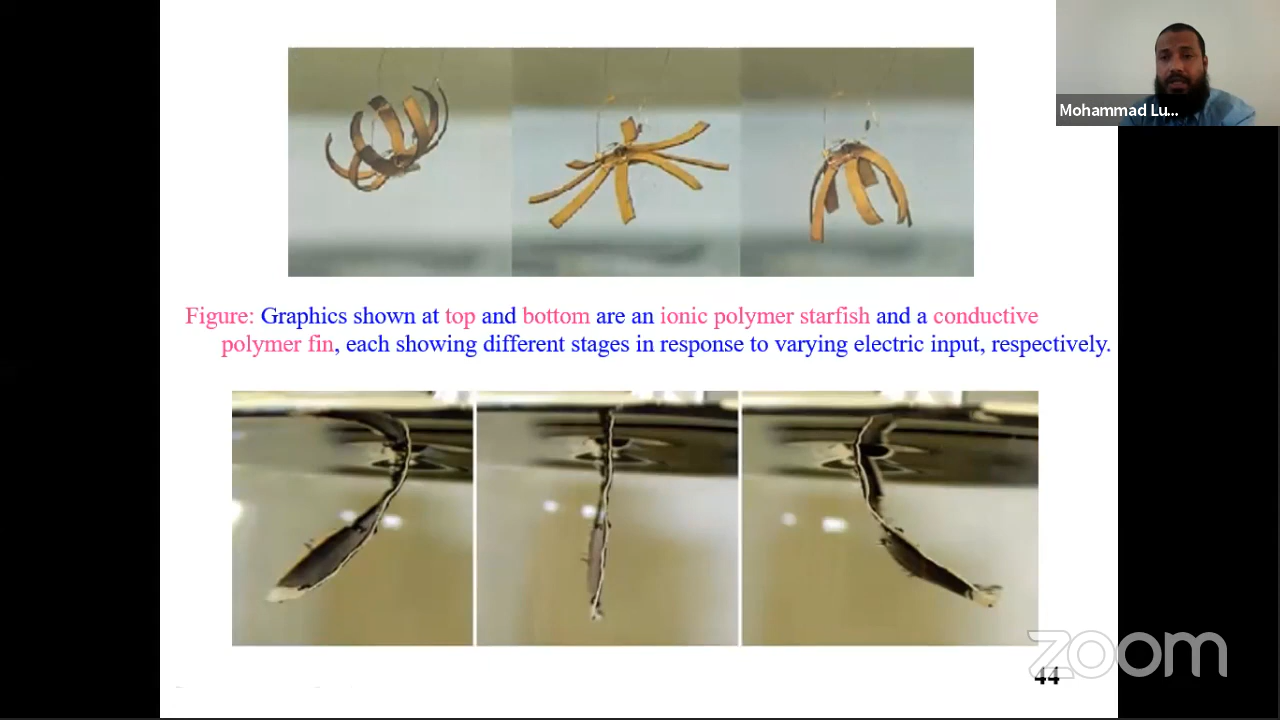 Mohammad Lu...
Figure: Graphics shown at top and bottom are an ionic polymer starfish and a conductive
polymer fin, each showing different stages in response to varying electric input, respectively.
zoom
44